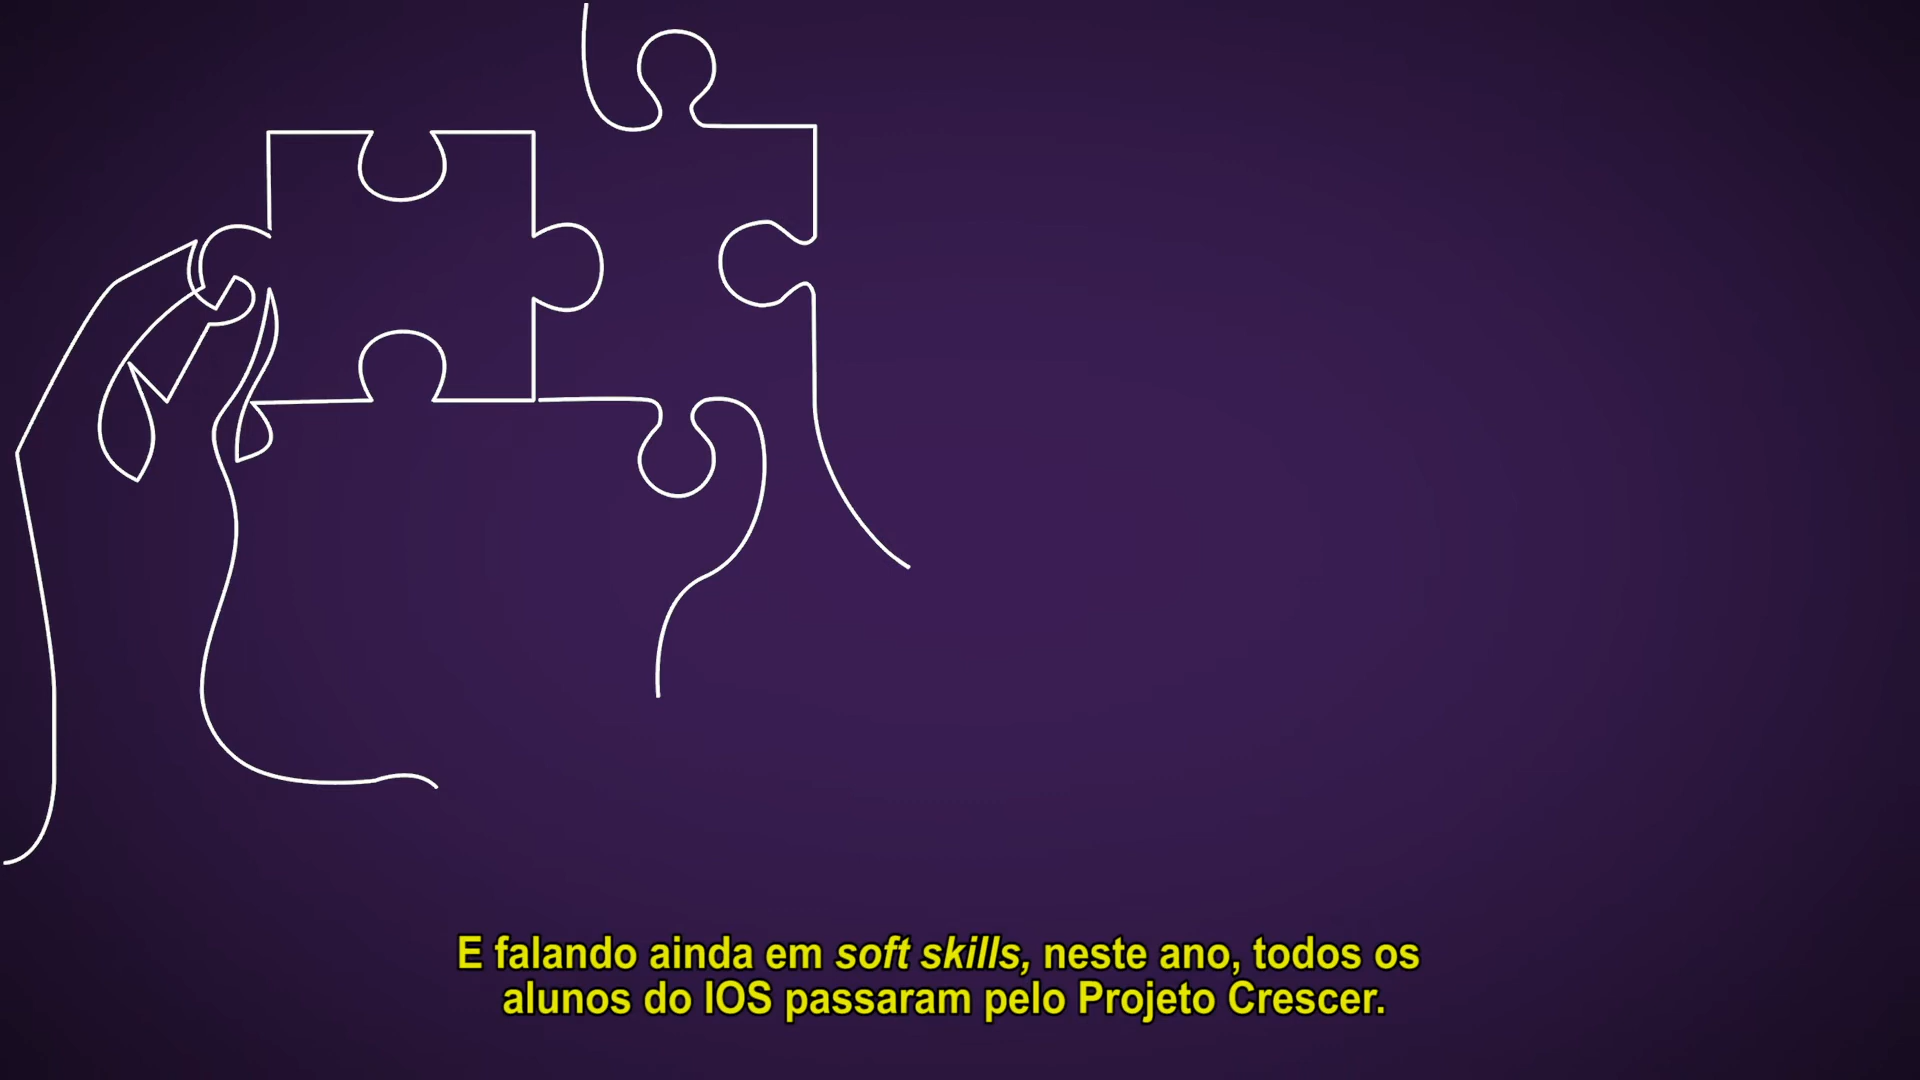 E falando ainda em soft skills, neste ano, todos os
alunos do IOS passaram pelo Projeto Crescer.